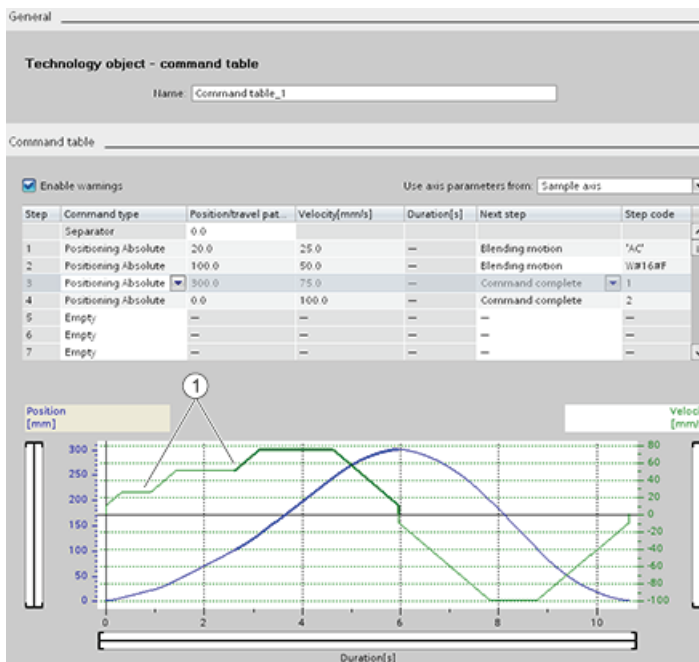 General
Technology object - command table
Name: Command table_1
Command table
Enable warnings Use axis parameters from: Sample axis
Step Command type Position/travel pat... Velocity[mm/s] Duration[s] Next step Step code
Separator 0.0
1 Positioning Absolute 20.0 25.0 — Blending motion 'AC'
2 Positioning Absolute 100.0 50.0 — Blending motion W#16#F
3 Positioning Absolute 300.0 75.0 — Command complete 1
4 Positioning Absolute 0.0 100.0 — Command complete 2
5 Empty — — — — —
6 Empty — — — — —
7 Empty — — — — —
1
Position
[mm]
Veloci
[mm/
300
250
200
150
100
50
0
80
60
40
20
0
-20
-40
-60
-80
-100
0 2 4 6 8 10
Duration[s]